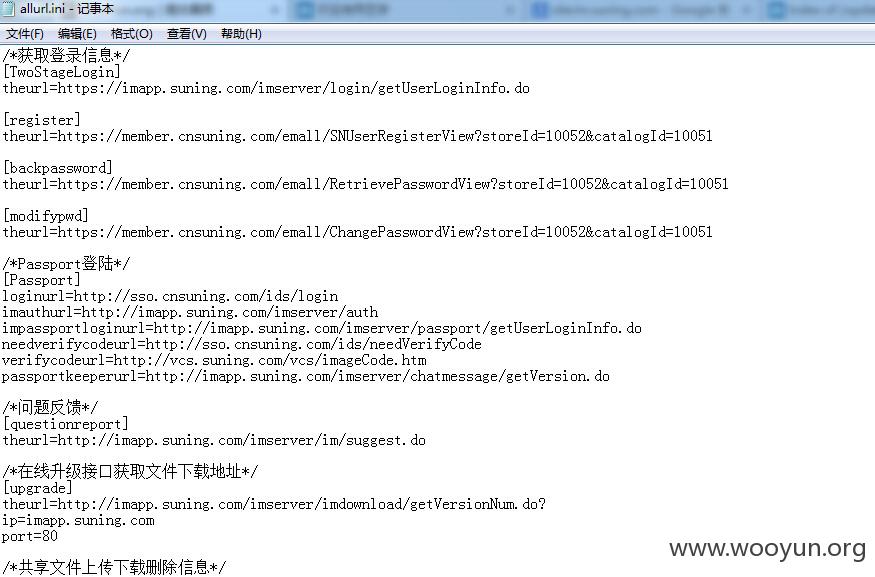 allurl.ini - 记事本
文件(F) 编辑(E) 格式(O) 查看(V) 帮助(H)
/*获取登录信息*/
[TwoStageLogin]
theurl=https://imapp.suning.com/imserver/login/getUserLoginInfo.do
[register]
theurl=https://member.cnsuning.com/emall/SNUserRegisterView?storeId=10052&catalogId=10051
[backpassword]
theurl=https://member.cnsuning.com/emall/RetrievePasswordView?storeId=10052&catalogId=10051
[modifypwd]
theurl=https://member.cnsuning.com/emall/ChangePasswordView?storeId=10052&catalogId=10051
/*Passport登陆*/
[Passport]
loginurl=http://sso.cnsuning.com/ids/login
imauthurl=http://imapp.suning.com/imserver/auth
impassportloginurl=http://imapp.suning.com/imserver/passport/getUserLoginInfo.do
needverifycodeurl=http://sso.cnsuning.com/ids/needVerifyCode
verifycodeurl=http://vcs.suning.com/vcs/imageCode.htm
passportkeeperurl=http://imapp.suning.com/imserver/chatmessage/getVersion.do
/*问题反馈*/
[questionreport]
theurl=http://imapp.suning.com/imserver/im/suggest.do
/*在线升级接口获取文件下载地址*/
[upgrade]
theurl=http://imapp.suning.com/imserver/imdownload/getVersionNum.do?
ip=imapp.suning.com
port=80
/*共享文件上传下载删除信息*/
www.wooyun.org